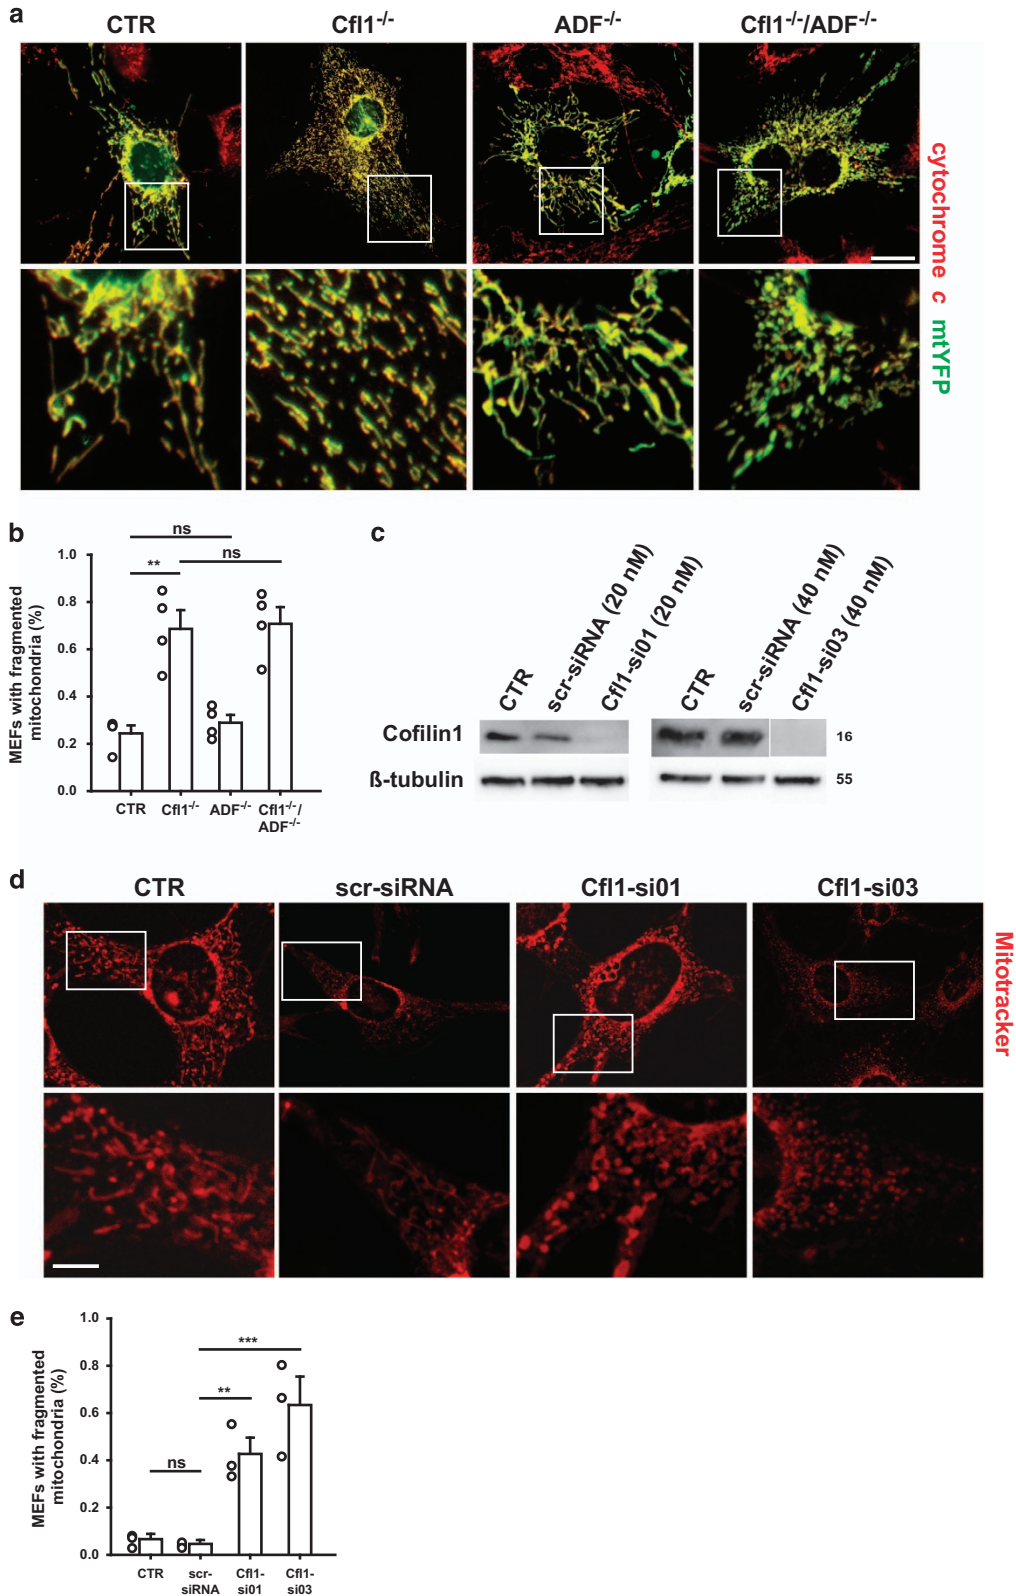 a
CTR
Cfl1-/-
ADF-/-
Cfl1-/-/ADF-/-
cytochrome c mtYFP
b
MEFs with fragmented
mitochondria (%)
1.0
0.8
0.6
0.4
0.2
0.0
ns
ns
**
CTR
Cfl1-/-
ADF-/-
Cfl1-/-/
ADF-/-
c
CTR
scr-siRNA (20 nM)
Cfl1-si01 (20 nM)
CTR
scr-siRNA (40 nM)
Cfl1-si03 (40 nM)
Cofilin1
16
ß-tubulin
55
d
CTR
scr-siRNA
Cfl1-si01
Cfl1-si03
Mitotracker
e
MEFs with fragmented
mitochondria (%)
1.0
0.8
0.6
0.4
0.2
0.0
***
**
ns
CTR
scr-
siRNA
Cfl1-
si01
Cfl1-
si03